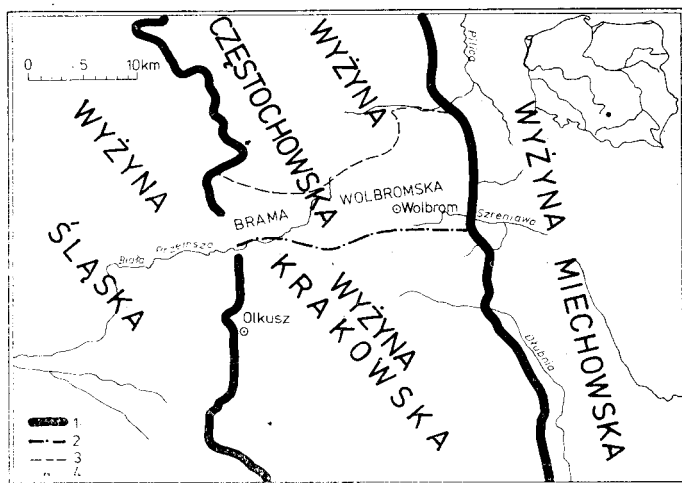 0 5 10km
WYŻYNA
CZĘSTOCHOWSKA
WYŻYNA
Pilica
WYŻYNA
MIECHOWSKA
WYŻYNA
ŚLĄSKA
BRAMA WOLBROMSKA
Wolbrom
Szreniawa
Biała Przemsza
WYŻYNA
KRAKOWSKA
Olkusz
Dłubnia
1
2
3
4